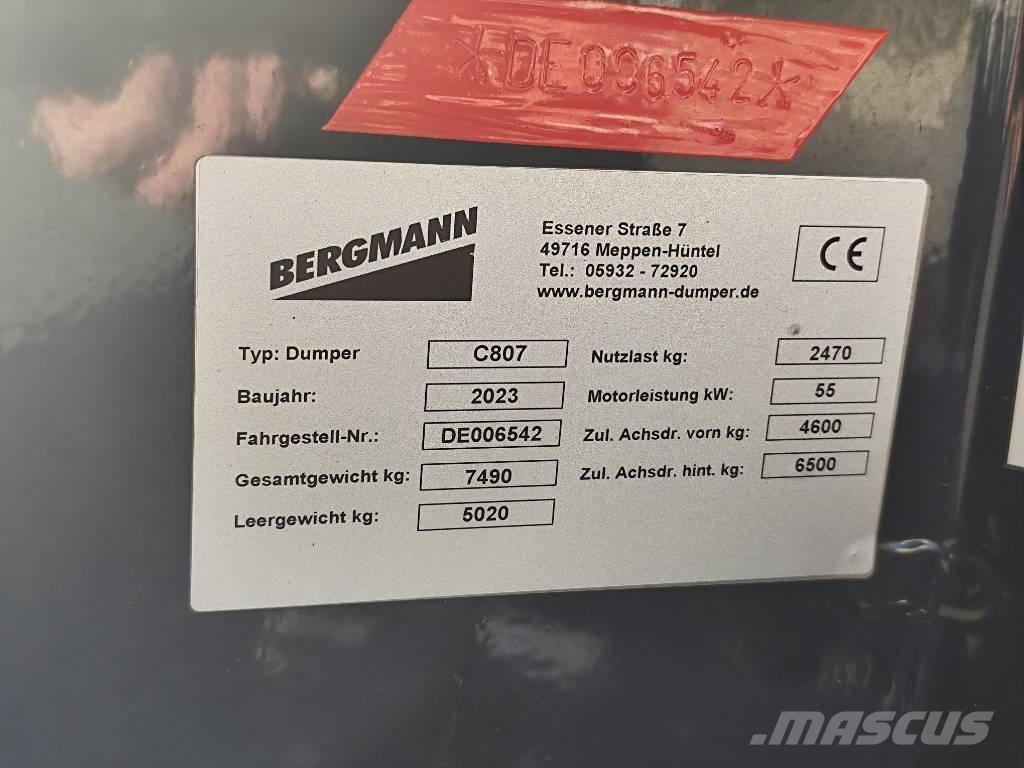 *DE006542*
BERGMANN
Essener Straße 7
49716 Meppen-Hüntel
Tel.: 05932 - 72920
www.bergmann-dumper.de
CE
Typ: Dumper C807
Baujahr: 2023
Fahrgestell-Nr.: DE006542
Gesamtgewicht kg: 7490
Leergewicht kg: 5020
Nutzlast kg: 2470
Motorleistung kW: 55
Zul. Achsdr. vorn kg: 4600
Zul. Achsdr. hint. kg: 6500
.MASCUS